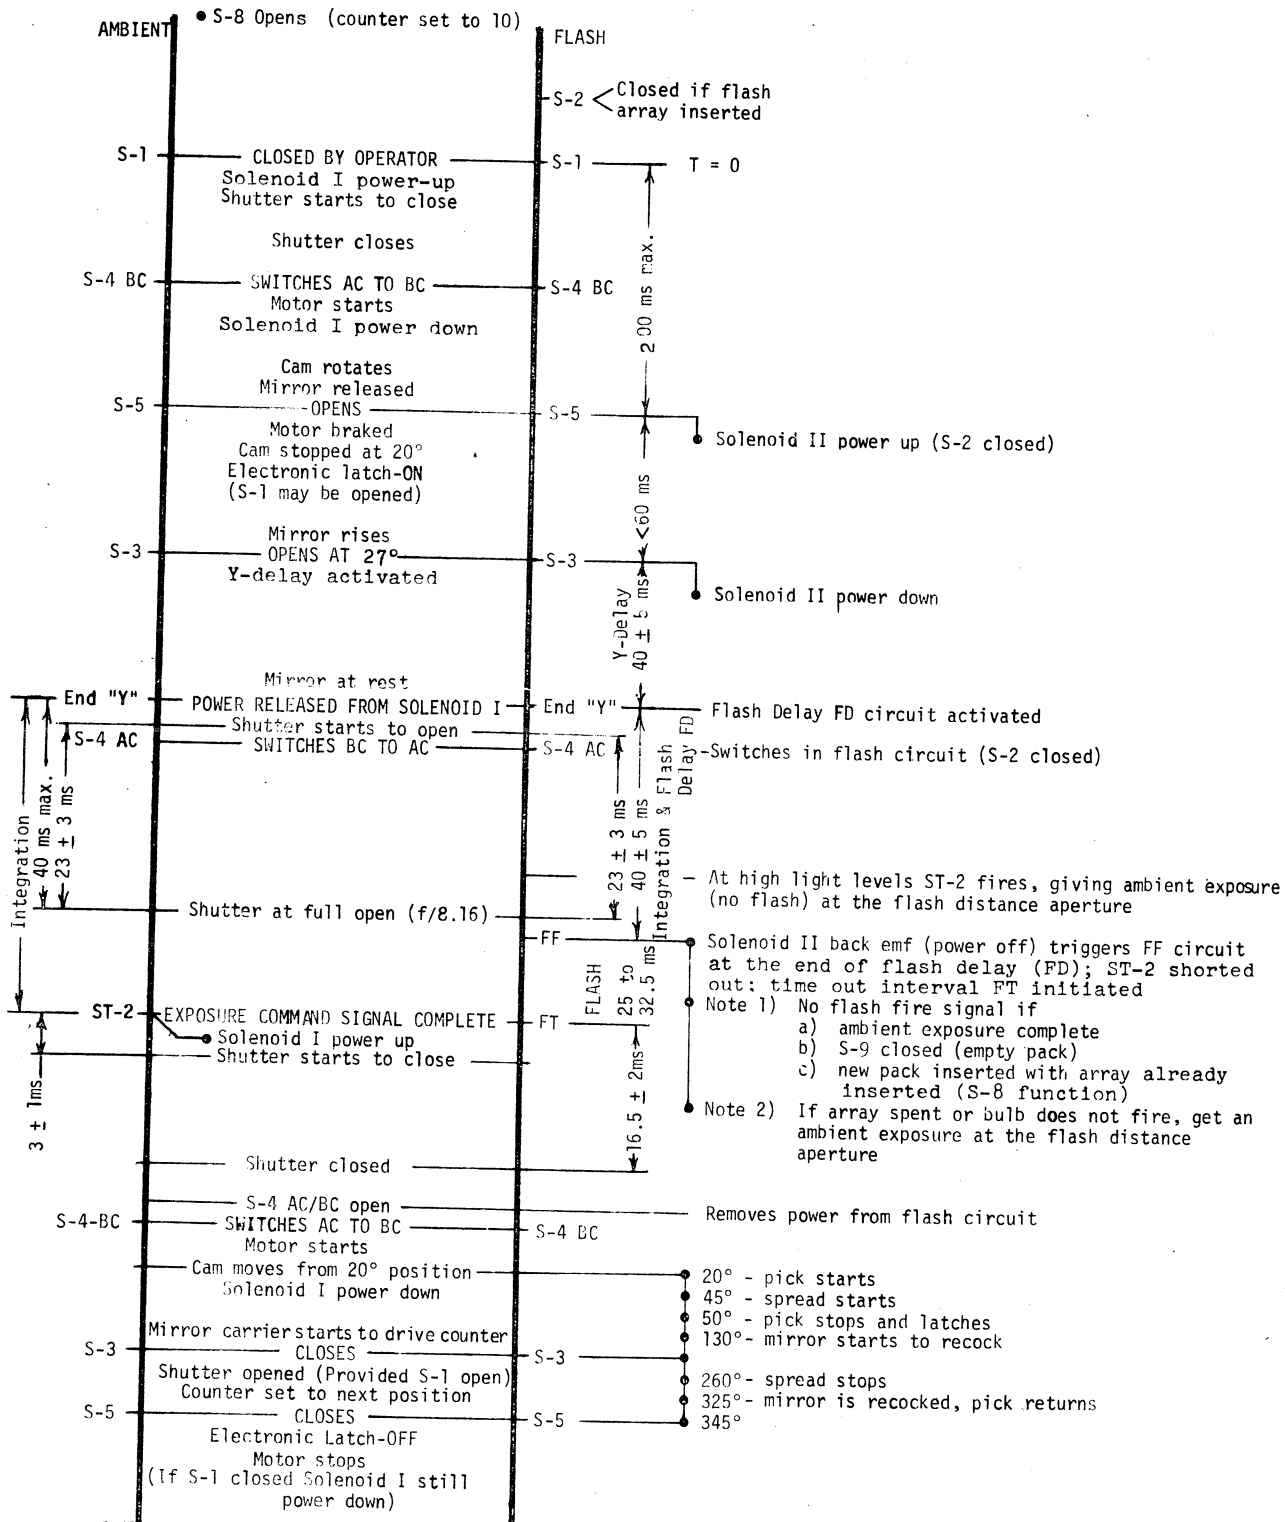 ● S-8 Opens (counter set to 10)
AMBIENT
FLASH
S-2
Closed if flash
array inserted
S-1
CLOSED BY OPERATOR
S-1
T = 0
Solenoid I power-up
Shutter starts to close
Shutter closes
200 ms max.
S-4 BC
SWITCHES AC TO BC
S-4 BC
Motor starts
Solenoid I power down
Cam rotates
Mirror released
S-5
OPENS
S-5
Solenoid II power up (S-2 closed)
Motor braked
Cam stopped at 20°
Electronic latch-ON
(S-1 may be opened)
<60 ms
Mirror rises
S-3
OPENS AT 27°
S-3
Y-delay activated
Solenoid II power down
Y-Delay
40 ± 5 ms
Mirror at rest
End "Y"
POWER RELEASED FROM SOLENOID I
End "Y"
Flash Delay FD circuit activated
Shutter starts to open
S-4 AC
SWITCHES BC TO AC
S-4 AC
Switches in flash circuit (S-2 closed)
Integration
40 ms max.
23 ± 3 ms
23 ± 3 ms
40 ± 5 ms
Integration & Flash
Delay FD
At high light levels ST-2 fires, giving ambient exposure
(no flash) at the flash distance aperture
Shutter at full open (f/8.16)
FF
Solenoid II back emf (power off) triggers FF circuit
at the end of flash delay (FD); ST-2 shorted
out: time out interval FT initiated
FLASH
25 to
32.5 ms
Note 1) No flash fire signal if
a) ambient exposure complete
b) S-9 closed (empty pack)
c) new pack inserted with array already
inserted (S-8 function)
Note 2) If array spent or bulb does not fire, get an
ambient exposure at the flash distance
aperture
ST-2
EXPOSURE COMMAND SIGNAL COMPLETE
FT
Solenoid I power up
Shutter starts to close
3 ± 1ms
16.5 ± 2ms
Shutter closed
S-4 AC/BC open
Removes power from flash circuit
S-4-BC
SWITCHES AC TO BC
S-4 BC
Motor starts
Cam moves from 20° position
20° - pick starts
Solenoid I power down
45° - spread starts
50° - pick stops and latches
Mirror carrier starts to drive counter
130°- mirror starts to recock
S-3
CLOSES
S-3
Shutter opened (Provided S-1 open)
260°- spread stops
Counter set to next position
325°- mirror is recocked, pick returns
S-5
CLOSES
S-5
345°
Electronic Latch-OFF
Motor stops
(If S-1 closed Solenoid I still
power down)